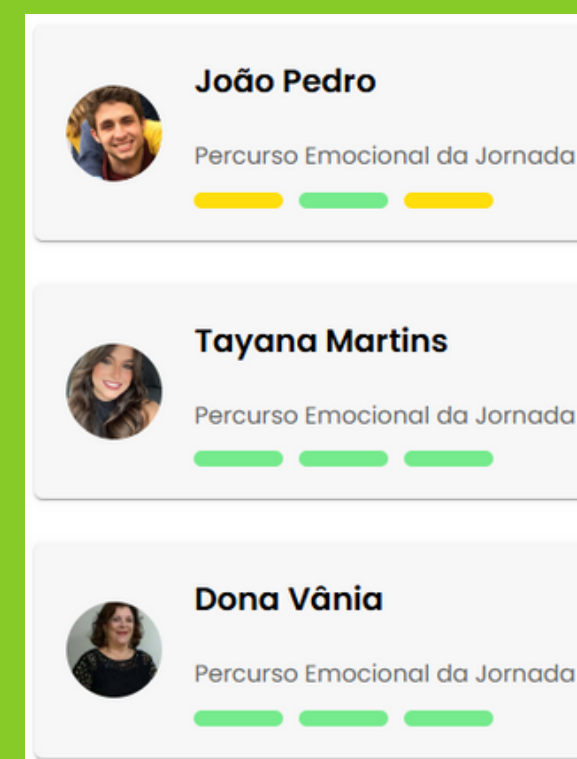 João Pedro
Percurso Emocional da Jornada
Tayana Martins
Percurso Emocional da Jornada
Dona Vânia
Percurso Emocional da Jornada